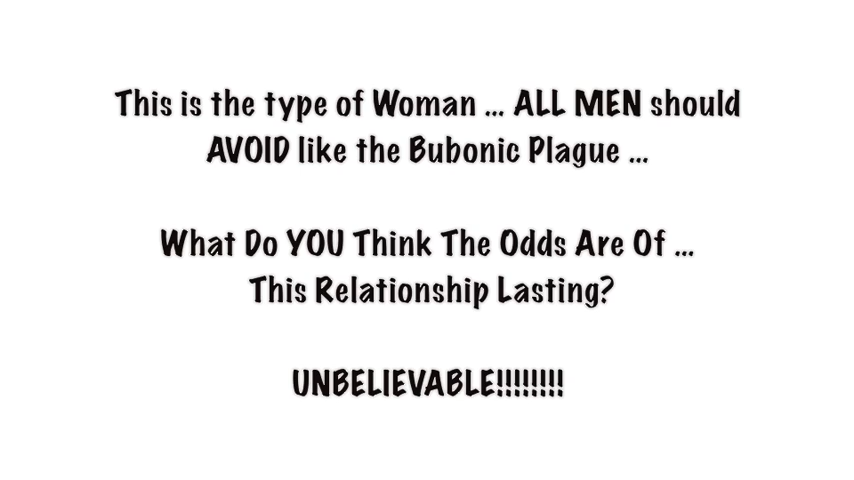 This is the type of Woman ... ALL MEN should
AVOID like the Bubonic Plague ...
What Do YOU Think The Odds Are Of ...
This Relationship Lasting?
UNBELIEVABLE!!!!!!!!